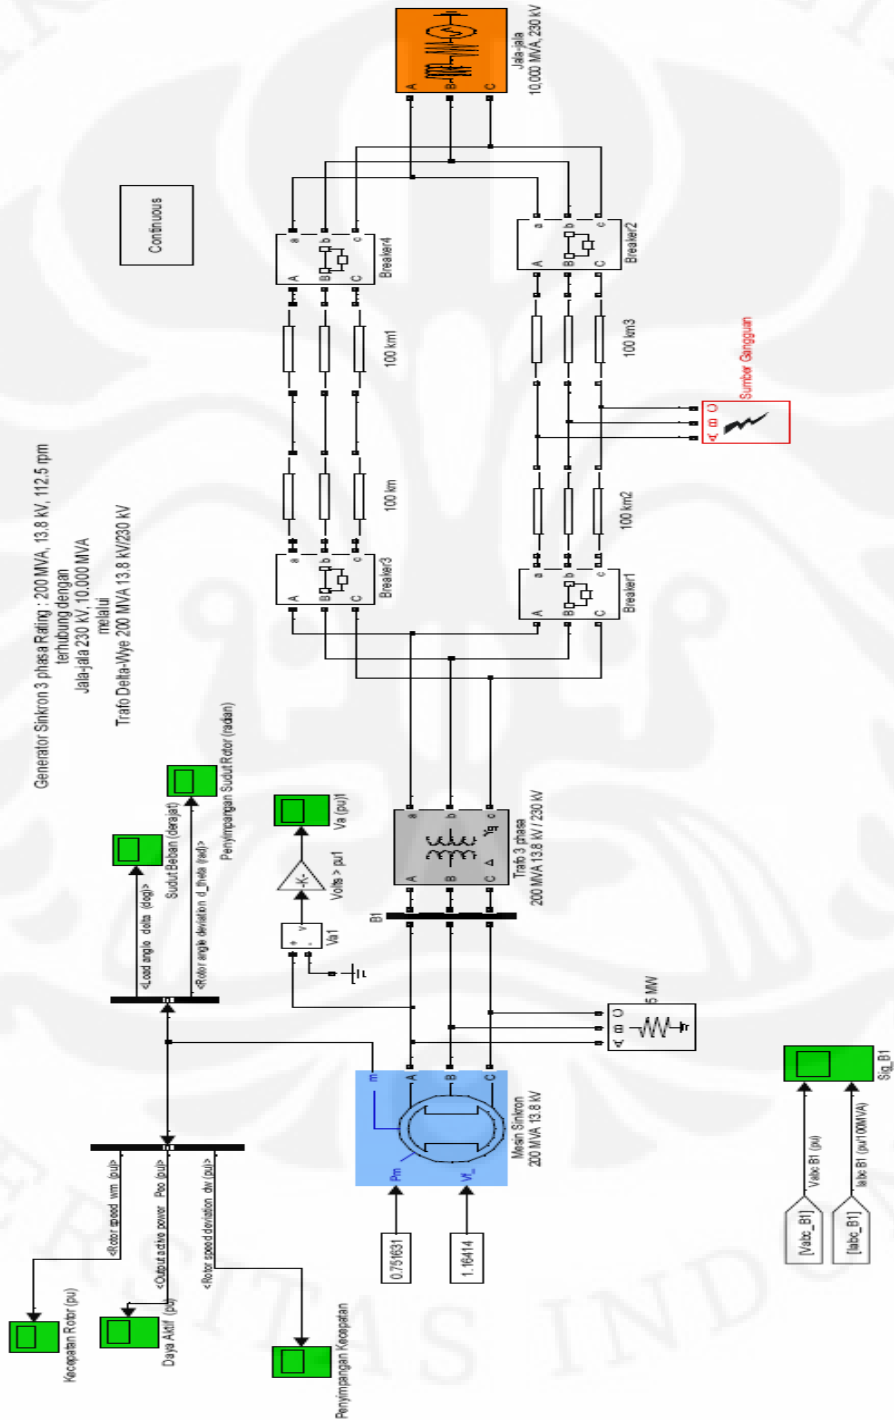 Generator Sinkron 3 phasa Rating : 200 MVA, 13.8 kV, 112.5 rpm
terhubung dengan
Jala-jala 230 kV, 10.000 MVA
melalui
Trafo Delta-Wye 200 MVA 13.8 kV/230 kV
Continuous
Kecepatan Rotor (pu)
Daya Aktif (pu)
Penyimpangan Kecepatan
<Rotor speed wm (pu)>
<Output active power Peo (pu)>
<Rotor speed deviation dw (pu)>
<Load angle delta (deg)>
<Rotor angle deviation d_theta (rad)>
Sudut Beban (derajat)
Penyimpangan Sudut Rotor (radian)
0.751631
1.16414
Pm
Vf_
m
A
B
C
Mesin Sinkron
200 MVA 13.8 kV
A
B
C
5 MW
+
-
v
Va1
-K-
Volts > pu1
Va (pu)1
B1
A
B
C
a
b
c
Δ
Yg
Trafo 3 phasa
200 MVA 13.8 kV / 230 kV
A
B
C
a
b
c
Breaker3
100 km
100 km1
A
B
C
a
b
c
Breaker4
A
B
C
a
b
c
Breaker1
100 km2
100 km3
A
B
C
a
b
c
Breaker2
A
B
C
Sumber Gangguan
A
B
C
Jala-jala
10,000 MVA, 230 kV
[Vabc_B1]
Vabc B1 (pu)
[Iabc_B1]
Iabc B1 (pu/100MVA)
Sig_B1